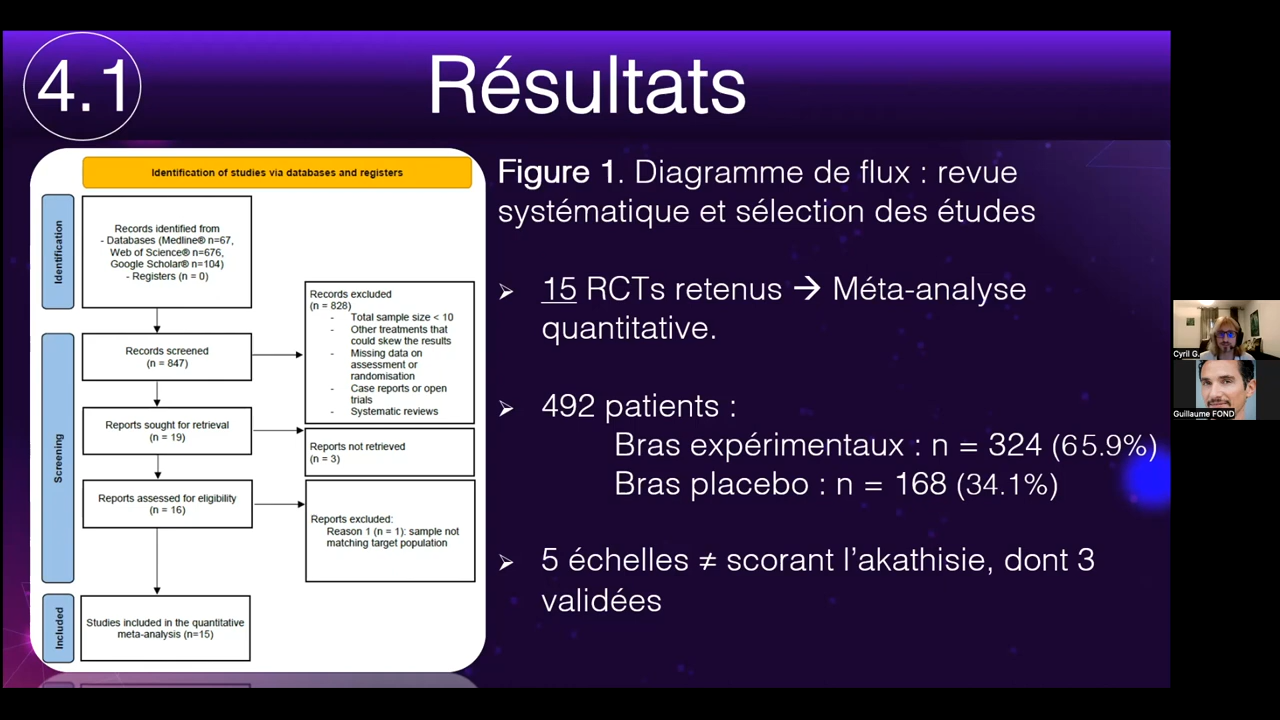 4.1
Résultats
Identification of studies via databases and registers
Identification
Records identified from
- Databases (Medline® n=67,
Web of Science® n=676,
Google Scholar® n=104)
- Registers (n = 0)
Records excluded
(n = 828)
- Total sample size < 10
- Other treatments that
could skew the results
- Missing data on
assessment or
randomisation
- Case reports or open
trials
- Systematic reviews
Screening
Records screened
(n = 847)
Reports sought for retrieval
(n = 19)
Reports not retrieved
(n = 3)
Reports assessed for eligibility
(n = 16)
Reports excluded:
Reason 1 (n = 1): sample not
matching target population
Included
Studies included in the quantitative
meta-analysis (n=15)
Figure 1. Diagramme de flux : revue
systématique et sélection des études
➢ 15 RCTs retenus → Méta-analyse
quantitative.
➢ 492 patients :
Bras expérimentaux : n = 324 (65.9%)
Bras placebo : n = 168 (34.1%)
➢ 5 échelles ≠ scorant l’akathisie, dont 3
validées
Cyril G.
Guillaume FOND